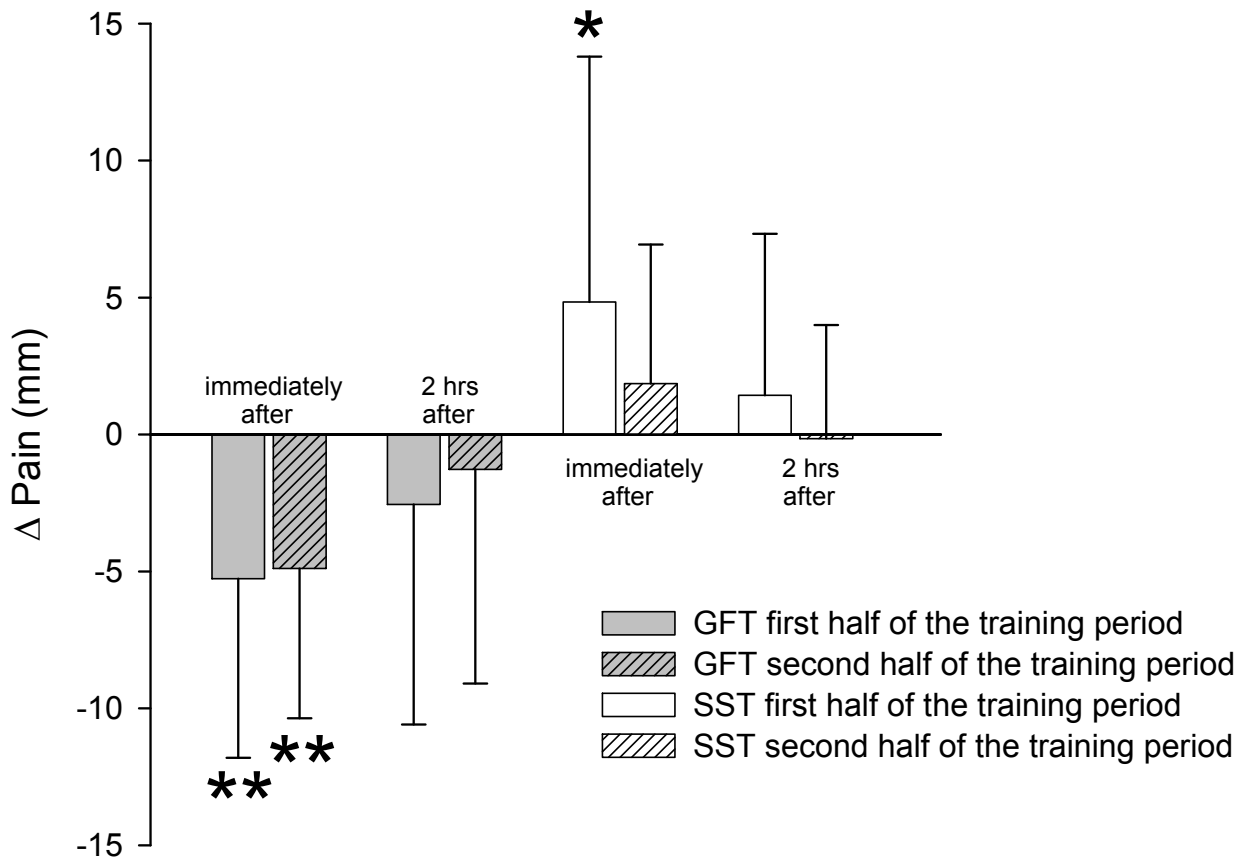 15
*
10
5
Δ Pain (mm)
immediately
after
2 hrs
after
0
immediately
after
2 hrs
after
-5
GFT first half of the training period
GFT second half of the training period
SST first half of the training period
SST second half of the training period
-10
**
**
-15